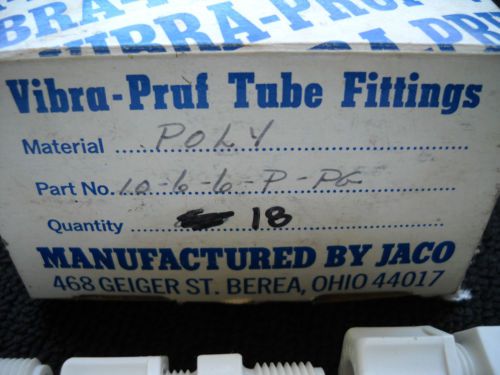 Vibra-Pruf Tube Fittings
Material POLY
Part No. 10-6-6-P-PG
Quantity 18
MANUFACTURED BY JACO
468 GEIGER ST. BEREA, OHIO 44017